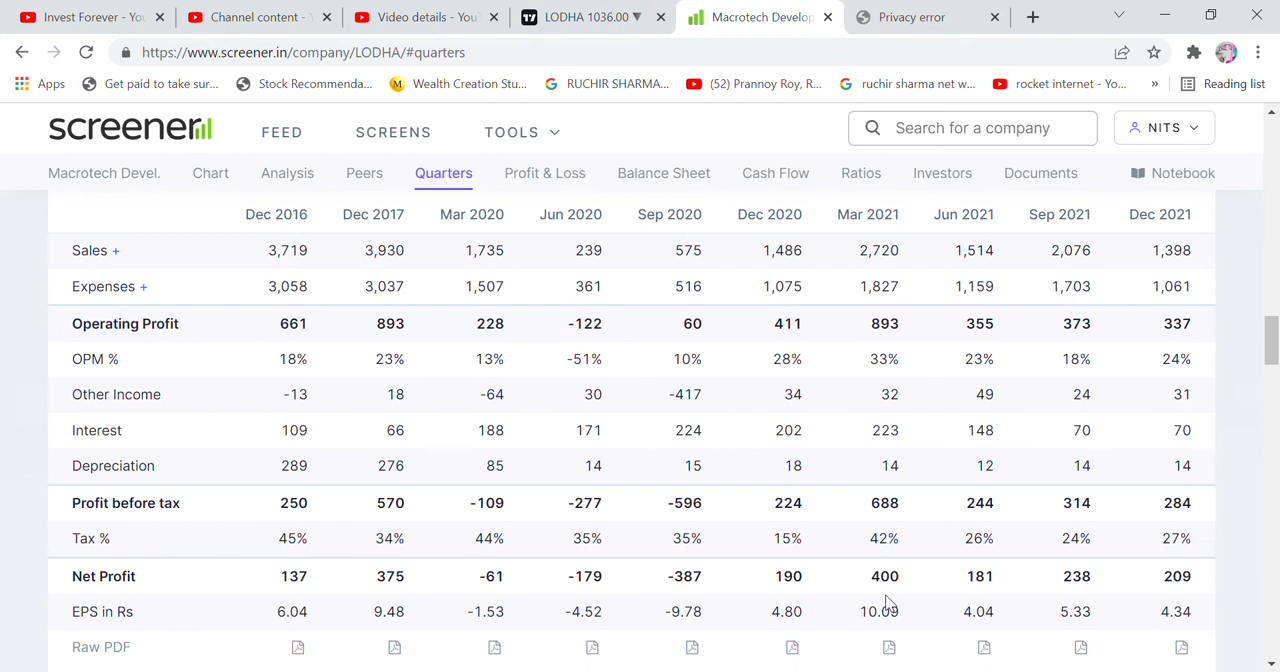 Invest Forever - You
Channel content -
Video details - YouT
LODHA 1036.00 ▼
Macrotech Develop
Privacy error
https://www.screener.in/company/LODHA/#quarters
Apps
Get paid to take sur...
Stock Recommenda...
M
Wealth Creation Stu...
RUCHIR SHARMA...
(52) Prannoy Roy, R...
ruchir sharma net w...
rocket internet - Yo...
»
Reading list
screener
FEED
SCREENS
TOOLS
Search for a company
NITS
Macrotech Devel.
Chart
Analysis
Peers
Quarters
Profit & Loss
Balance Sheet
Cash Flow
Ratios
Investors
Documents
Notebook
Dec 2016 Dec 2017 Mar 2020 Jun 2020 Sep 2020 Dec 2020 Mar 2021 Jun 2021 Sep 2021 Dec 2021
Sales + 3,719 3,930 1,735 239 575 1,486 2,720 1,514 2,076 1,398
Expenses + 3,058 3,037 1,507 361 516 1,075 1,827 1,159 1,703 1,061
Operating Profit 661 893 228 -122 60 411 893 355 373 337
OPM % 18% 23% 13% -51% 10% 28% 33% 23% 18% 24%
Other Income -13 18 -64 30 -417 34 32 49 24 31
Interest 109 66 188 171 224 202 223 148 70 70
Depreciation 289 276 85 14 15 18 14 12 14 14
Profit before tax 250 570 -109 -277 -596 224 688 244 314 284
Tax % 45% 34% 44% 35% 35% 15% 42% 26% 24% 27%
Net Profit 137 375 -61 -179 -387 190 400 181 238 209
EPS in Rs 6.04 9.48 -1.53 -4.52 -9.78 4.80 10.09 4.04 5.33 4.34
Raw PDF